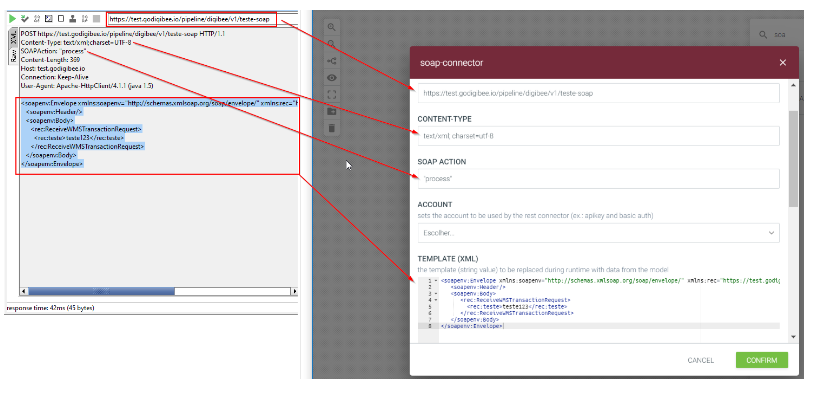 https://test.godigibee.io/pipeline/digibee/v1/teste-soap
XML
Raw
POST https://test.godigibee.io/pipeline/digibee/v1/teste-soap HTTP/1.1
Content-Type: text/xml;charset=UTF-8
SOAPAction: "process"
Content-Length: 369
Host: test.godigibee.io
Connection: Keep-Alive
User-Agent: Apache-HttpClient/4.1.1 (java 1.5)
<soapenv:Envelope xmlns:soapenv="http://schemas.xmlsoap.org/soap/envelope/" xmlns:rec="
<soapenv:Header/>
<soapenv:Body>
<rec:ReceiveWMSTransactionRequest>
<rec:teste>teste123</rec:teste>
</rec:ReceiveWMSTransactionRequest>
</soapenv:Body>
</soapenv:Envelope>
response time: 42ms (45 bytes)
soa
soap-connector
https://test.godigibee.io/pipeline/digibee/v1/teste-soap
CONTENT-TYPE
text/xml; charset=utf-8
SOAP ACTION
"process"
ACCOUNT
sets the account to be used by the rest connector (ex.: apikey and basic auth)
Escolher...
TEMPLATE (XML)
the template (string value) to be replaced during runtime with data from the model
1 <soapenv:Envelope xmlns:soapenv="http://schemas.xmlsoap.org/soap/envelope/" xmlns:rec="https://test.godig
2 <soapenv:Header/>
3 <soapenv:Body>
4 <rec:ReceiveWMSTransactionRequest>
5 <rec:teste>teste123</rec:teste>
6 </rec:ReceiveWMSTransactionRequest>
7 </soapenv:Body>
8 </soapenv:Envelope>
CANCEL
CONFIRM